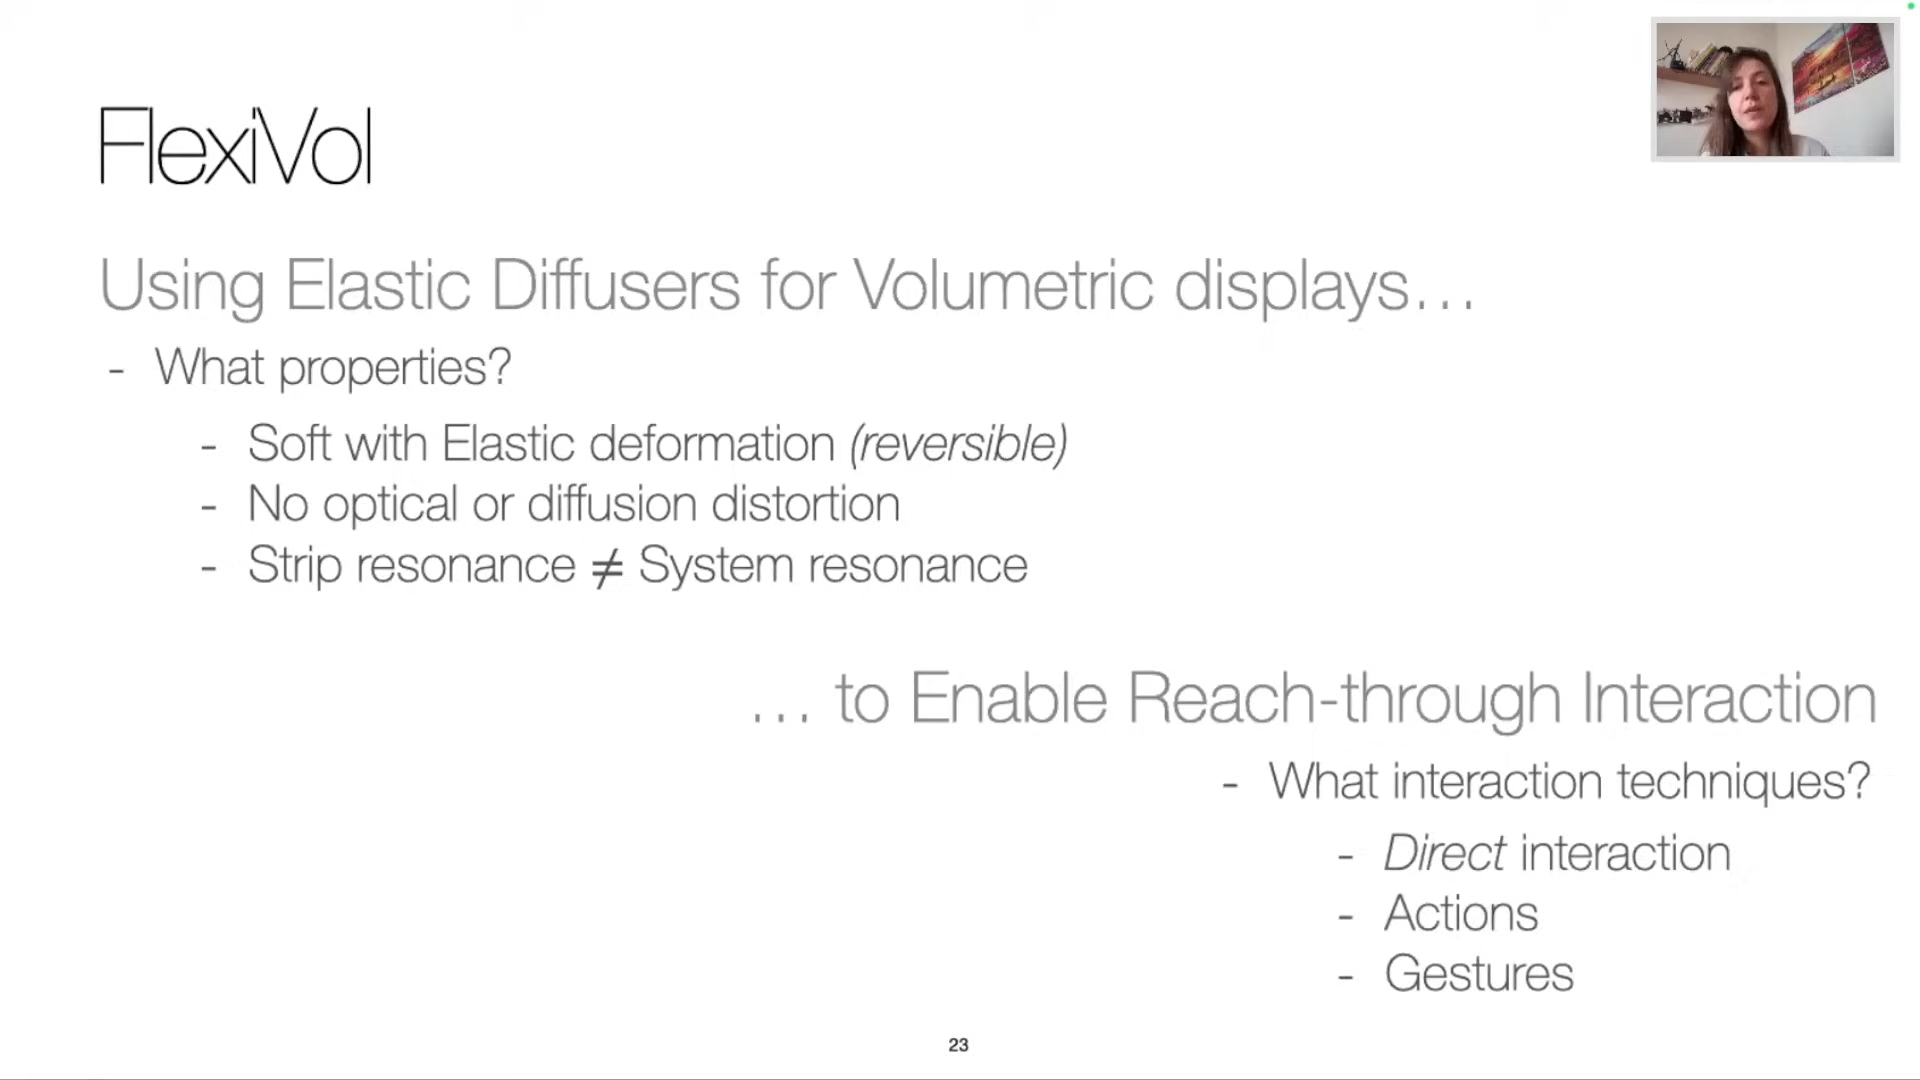 FlexiVol
Using Elastic Diffusers for Volumetric displays...
- What properties?
- Soft with Elastic deformation (reversible)
- No optical or diffusion distortion
- Strip resonance ≠ System resonance
... to Enable Reach-through Interaction
- What interaction techniques?
- Direct interaction
- Actions
- Gestures
23